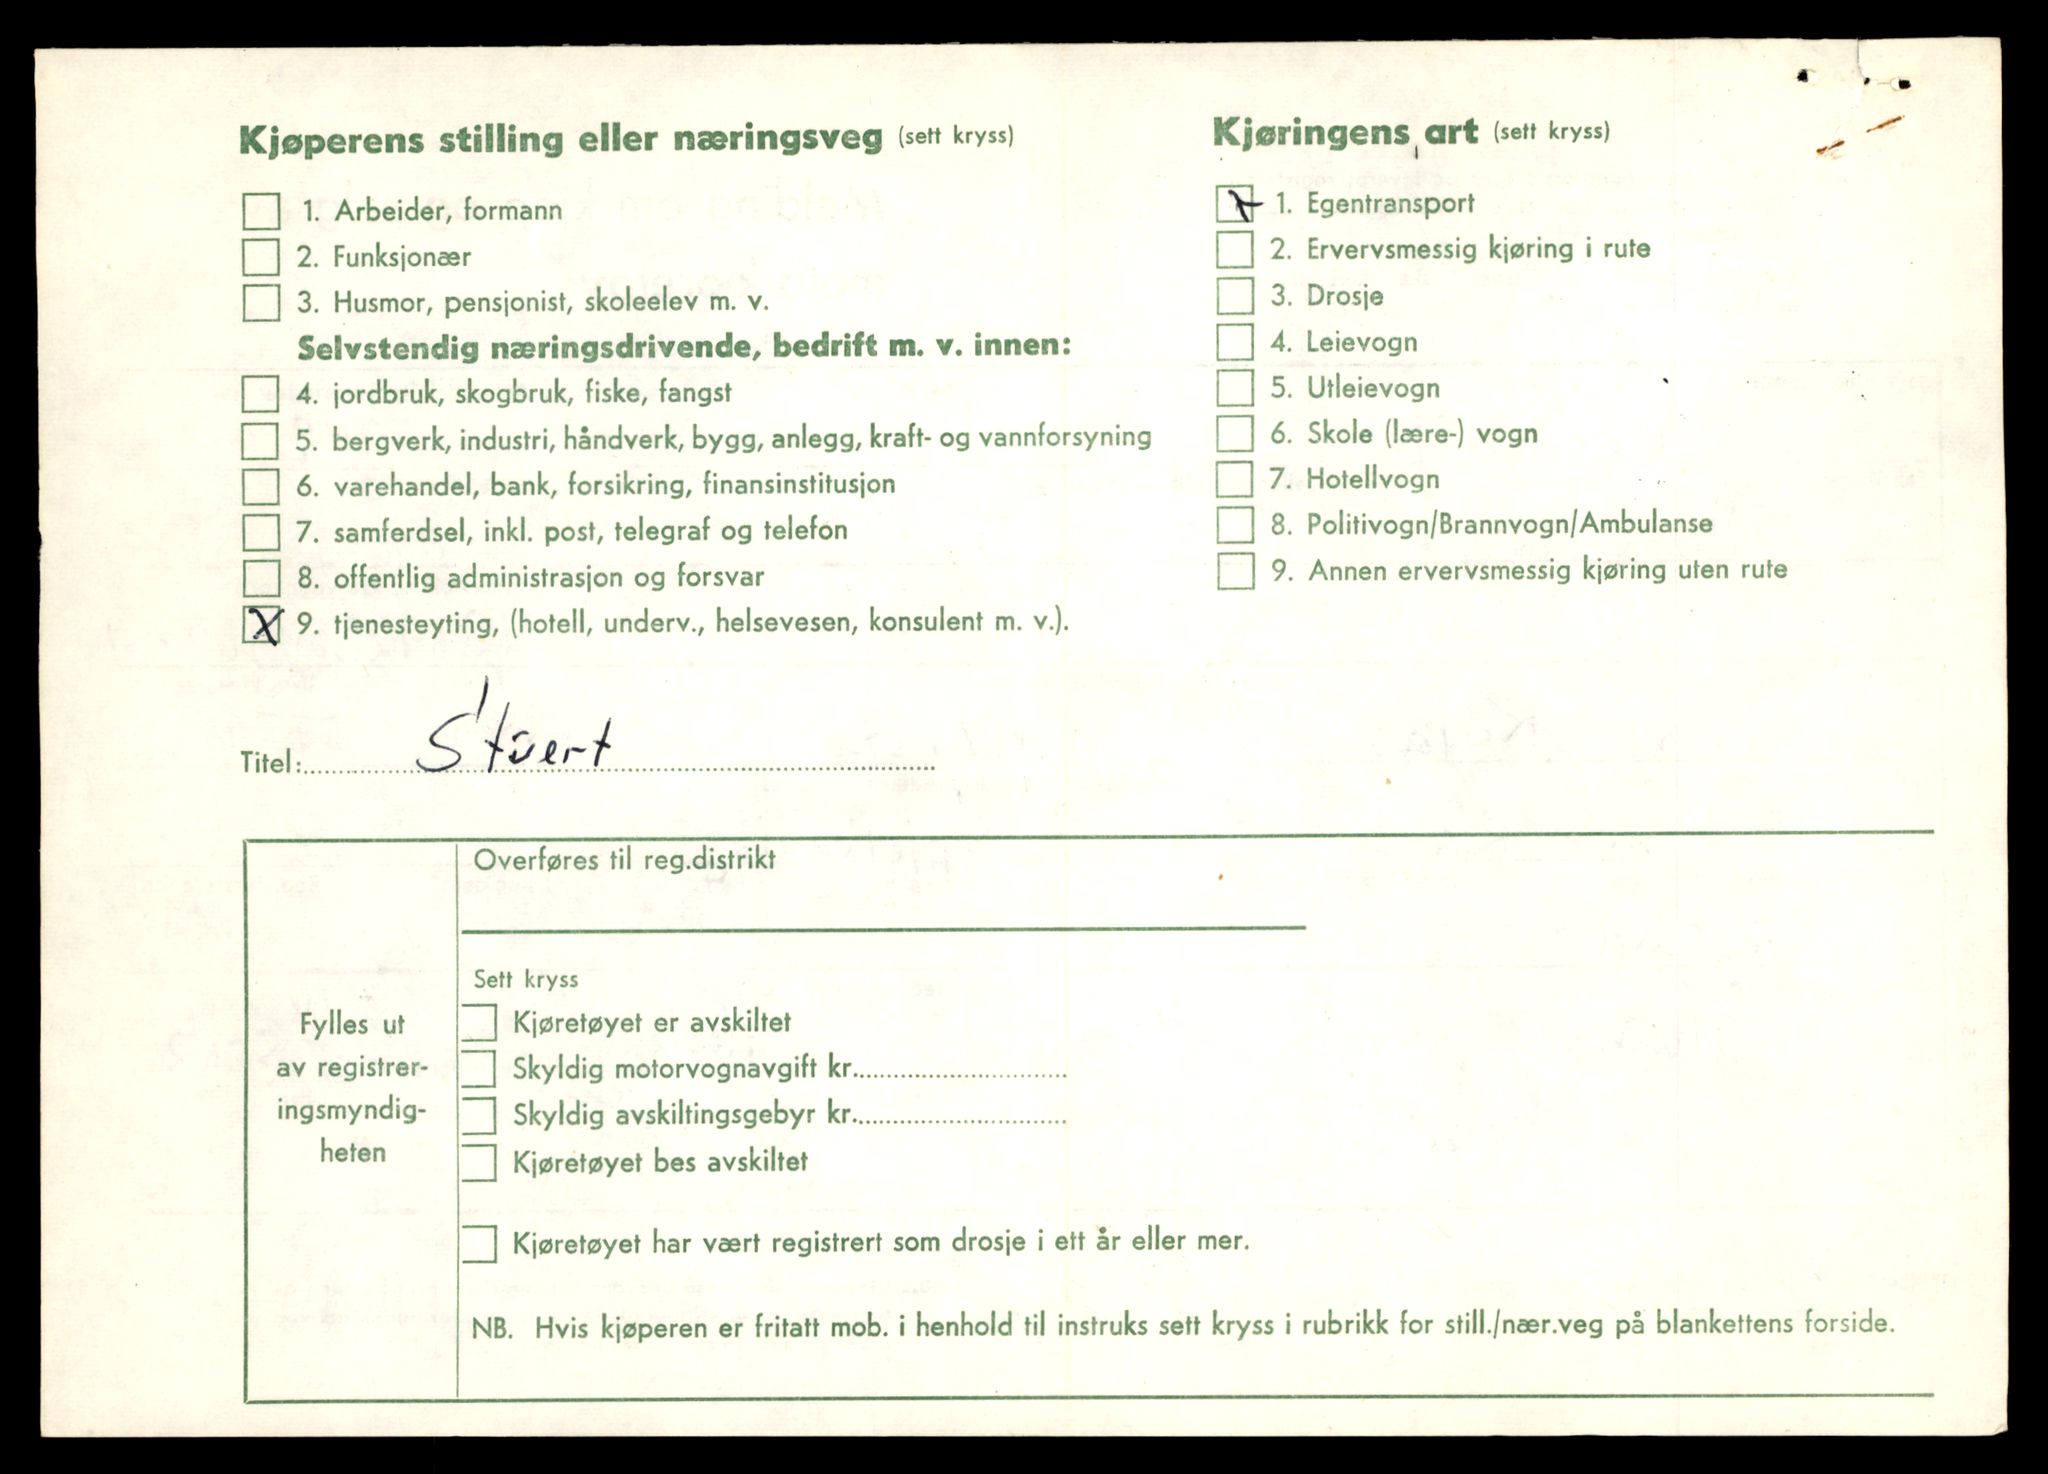 Kjøperens stilling eller næringsveg (sett kryss)
1. Arbeider, formann
2. Funksjonær
3. Husmor, pensjonist, skoleelev m. v.
Selvstendig næringsdrivende, bedrift m. v. innen:
4. jordbruk, skogbruk, fiske, fangst
5. bergverk, industri, håndverk, bygg, anlegg, kraft- og vannforsyning
6. varehandel, bank, forsikring, finansinstitusjon
7. samferdsel, inkl. post, telegraf og telefon
8. offentlig administrasjon og forsvar
X 9. tjenesteyting, (hotell, underv., helsevesen, konsulent m. v.).
Titel: Stuert
Kjøringens art (sett kryss)
X 1. Egentransport
2. Ervervsmessig kjøring i rute
3. Drosje
4. Leievogn
5. Utleievogn
6. Skole (lære-) vogn
7. Hotellvogn
8. Politivogn/Brannvogn/Ambulanse
9. Annen ervervsmessig kjøring uten rute
Fylles ut
av registrer-
ingsmyndig-
heten
Overføres til reg.distrikt
Sett kryss
Kjøretøyet er avskiltet
Skyldig motorvognavgift kr.
Skyldig avskiltingsgebyr kr.
Kjøretøyet bes avskiltet
Kjøretøyet har vært registrert som drosje i ett år eller mer.
NB. Hvis kjøperen er fritatt mob. i henhold til instruks sett kryss i rubrikk for still./nær.veg på blankettens forside.